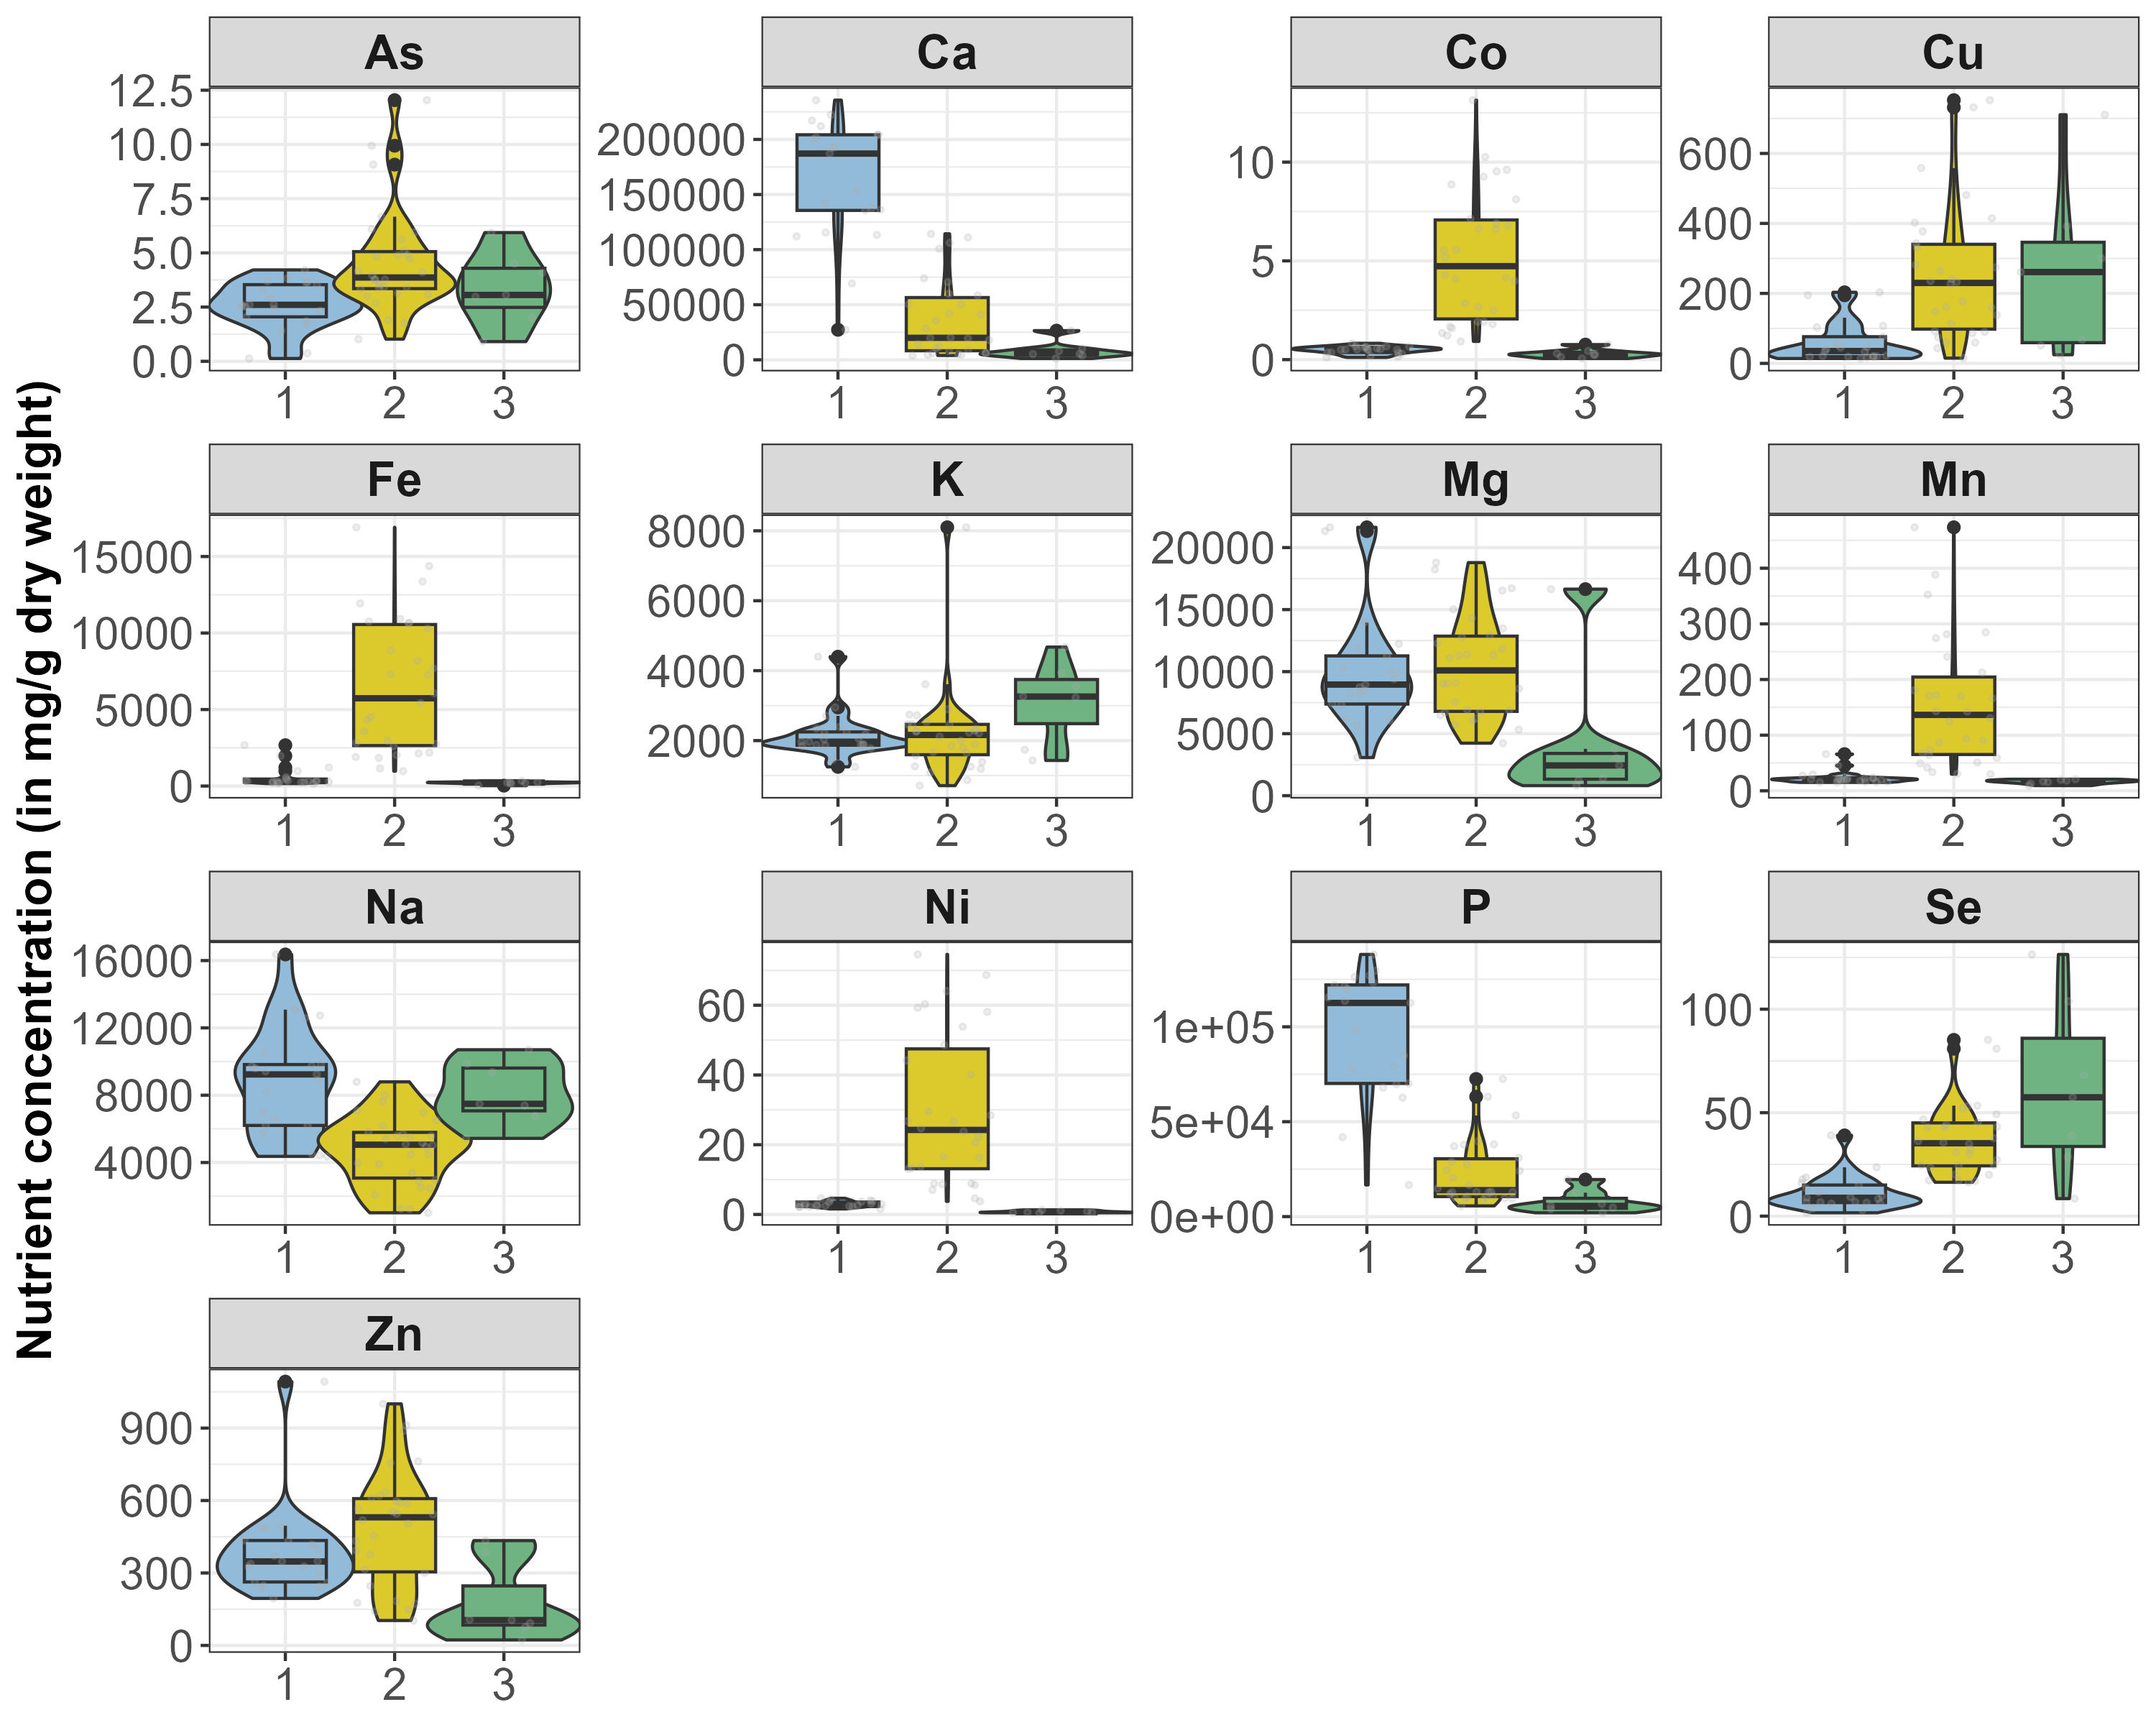 Nutrient concentration (in mg/g dry weight)
As
12.5
10.0
7.5
5.0
2.5
0.0
1 2 3
Ca
200000
150000
100000
50000
0
1 2 3
Co
10
5
0
1 2 3
Cu
600
400
200
0
1 2 3
Fe
15000
10000
5000
0
1 2 3
K
8000
6000
4000
2000
1 2 3
Mg
20000
15000
10000
5000
0
1 2 3
Mn
400
300
200
100
0
1 2 3
Na
16000
12000
8000
4000
1 2 3
Ni
60
40
20
0
1 2 3
P
1e+05
5e+04
0e+00
1 2 3
Se
100
50
0
1 2 3
Zn
900
600
300
0
1 2 3